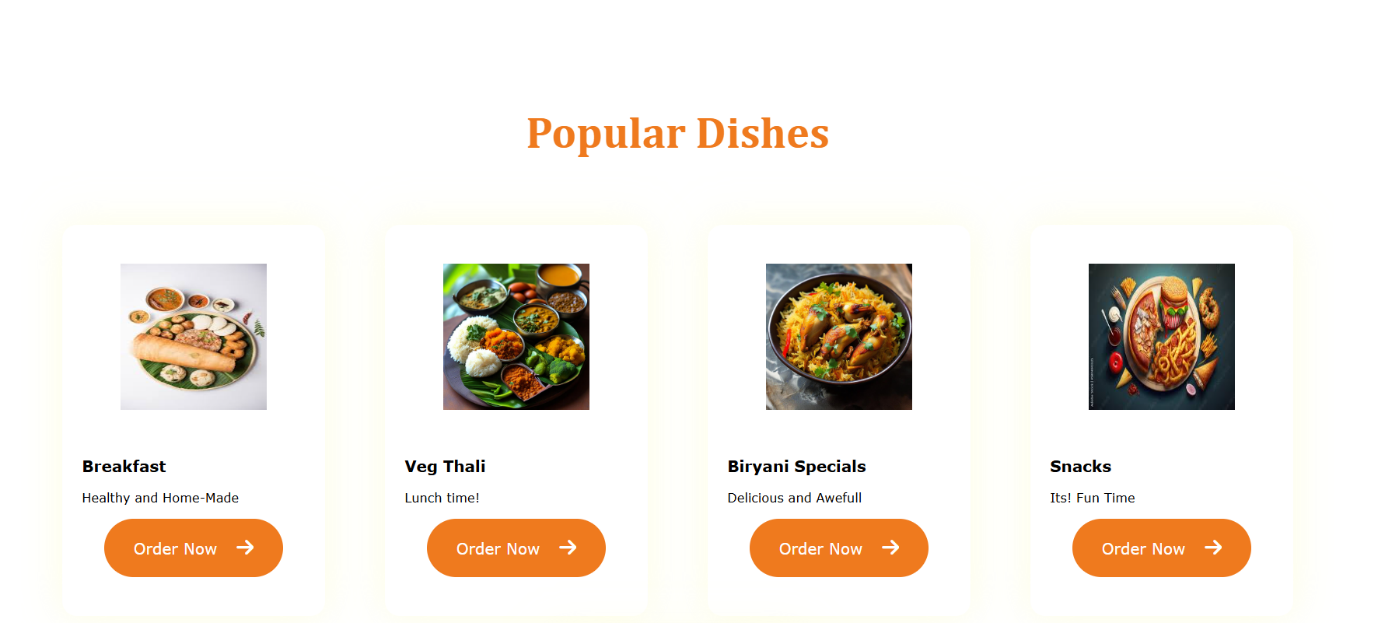 Popular Dishes
Breakfast
Healthy and Home-Made
Order Now
Veg Thali
Lunch time!
Order Now
Biryani Specials
Delicious and Awefull
Order Now
Snacks
Its! Fun Time
Order Now